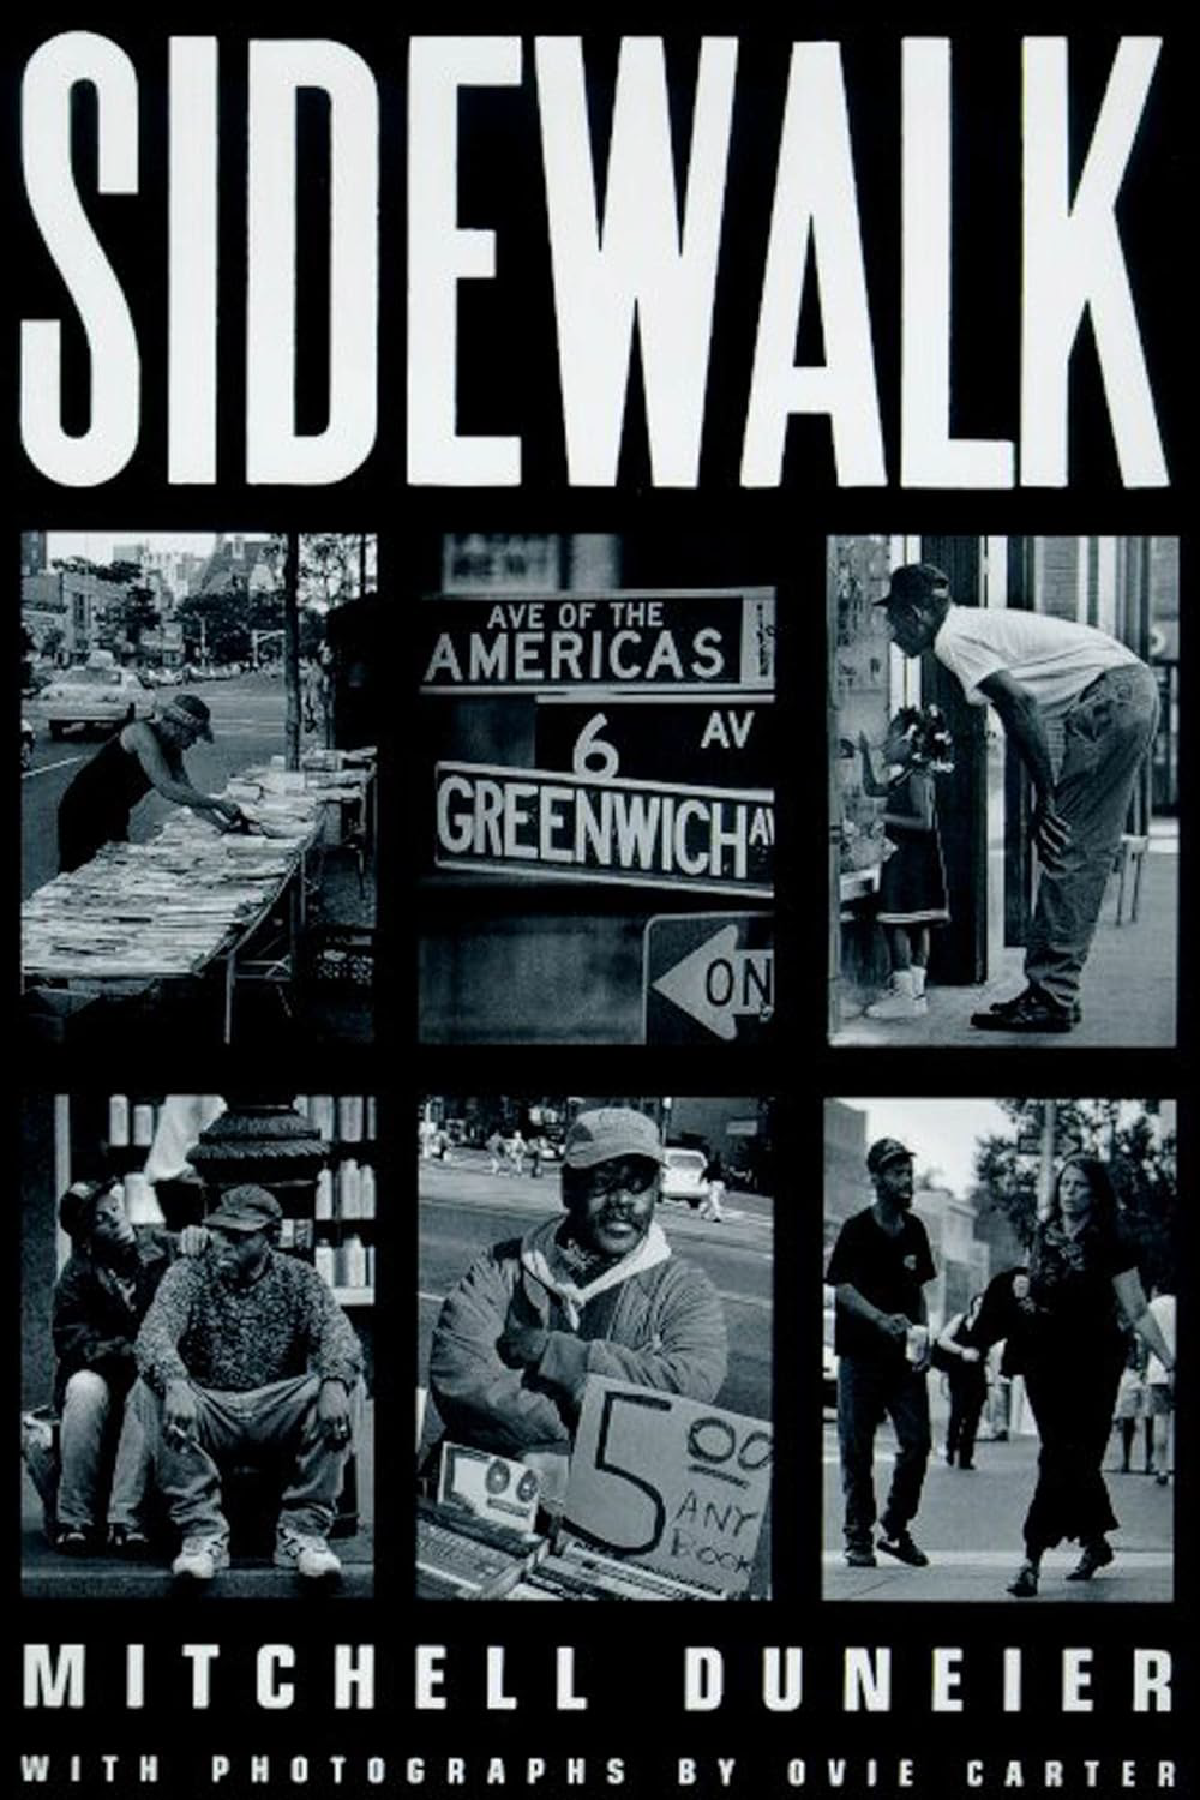 SIDEWALK
AVE OF THE
AMERICAS
6 AV
GREENWICH AV
ON
5 00
ANY
BOOK
MITCHELL DUNEIER
WITH PHOTOGRAPHS BY OVIE CARTER